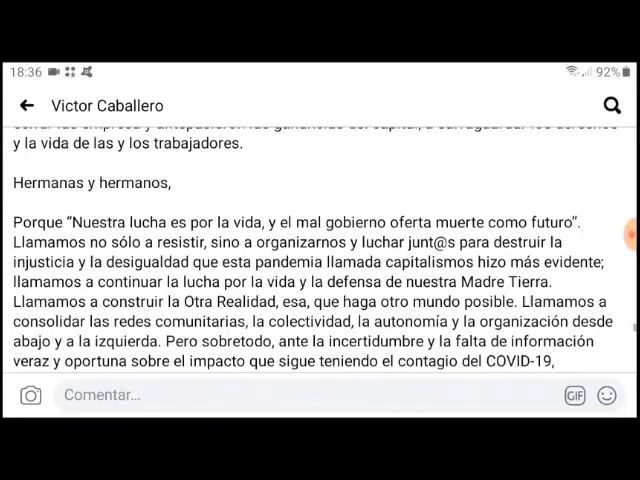 18:36
92%
Victor Caballero
y la vida de las y los trabajadores.
Hermanas y hermanos,
Porque “Nuestra lucha es por la vida, y el mal gobierno oferta muerte como futuro”.
Llamamos no sólo a resistir, sino a organizarnos y luchar junt@s para destruir la
injusticia y la desigualdad que esta pandemia llamada capitalismos hizo más evidente;
llamamos a continuar la lucha por la vida y la defensa de nuestra Madre Tierra.
Llamamos a construir la Otra Realidad, esa, que haga otro mundo posible. Llamamos a
consolidar las redes comunitarias, la colectividad, la autonomía y la organización desde
abajo y a la izquierda. Pero sobretodo, ante la incertidumbre y la falta de información
veraz y oportuna sobre el impacto que sigue teniendo el contagio del COVID-19,
Comentar...
GIF